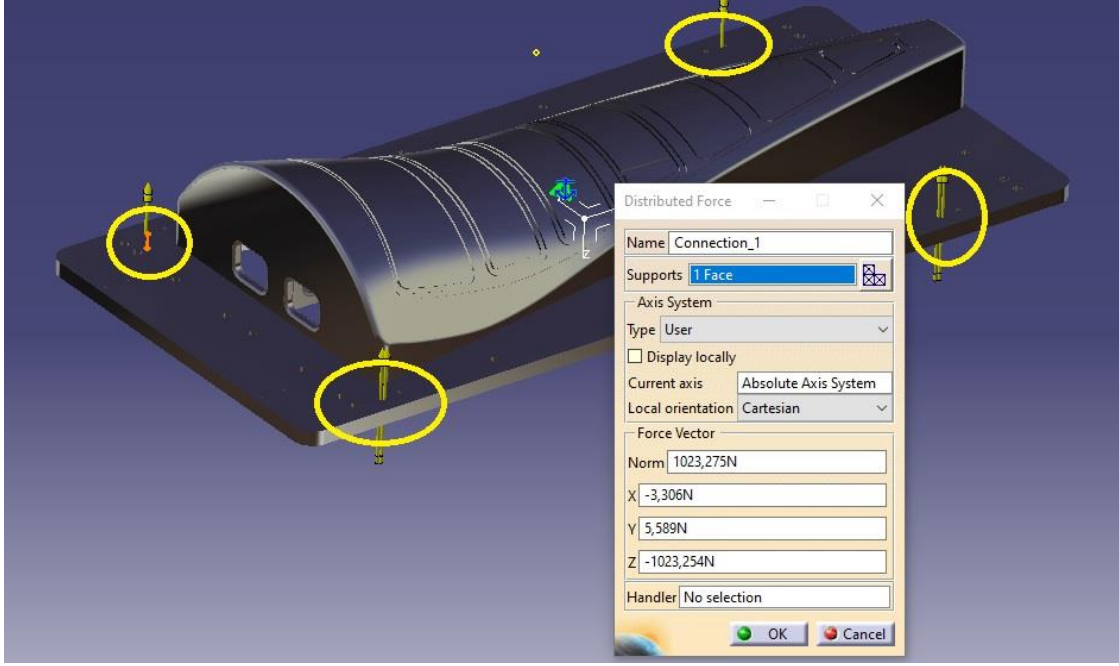 Distributed Force
Name Connection_1
Supports 1 Face
Axis System
Type User
Display locally
Current axis Absolute Axis System
Local orientation Cartesian
Force Vector
Norm 1023,275N
X -3,306N
Y 5,589N
Z -1023,254N
Handler No selection
OK Cancel
z